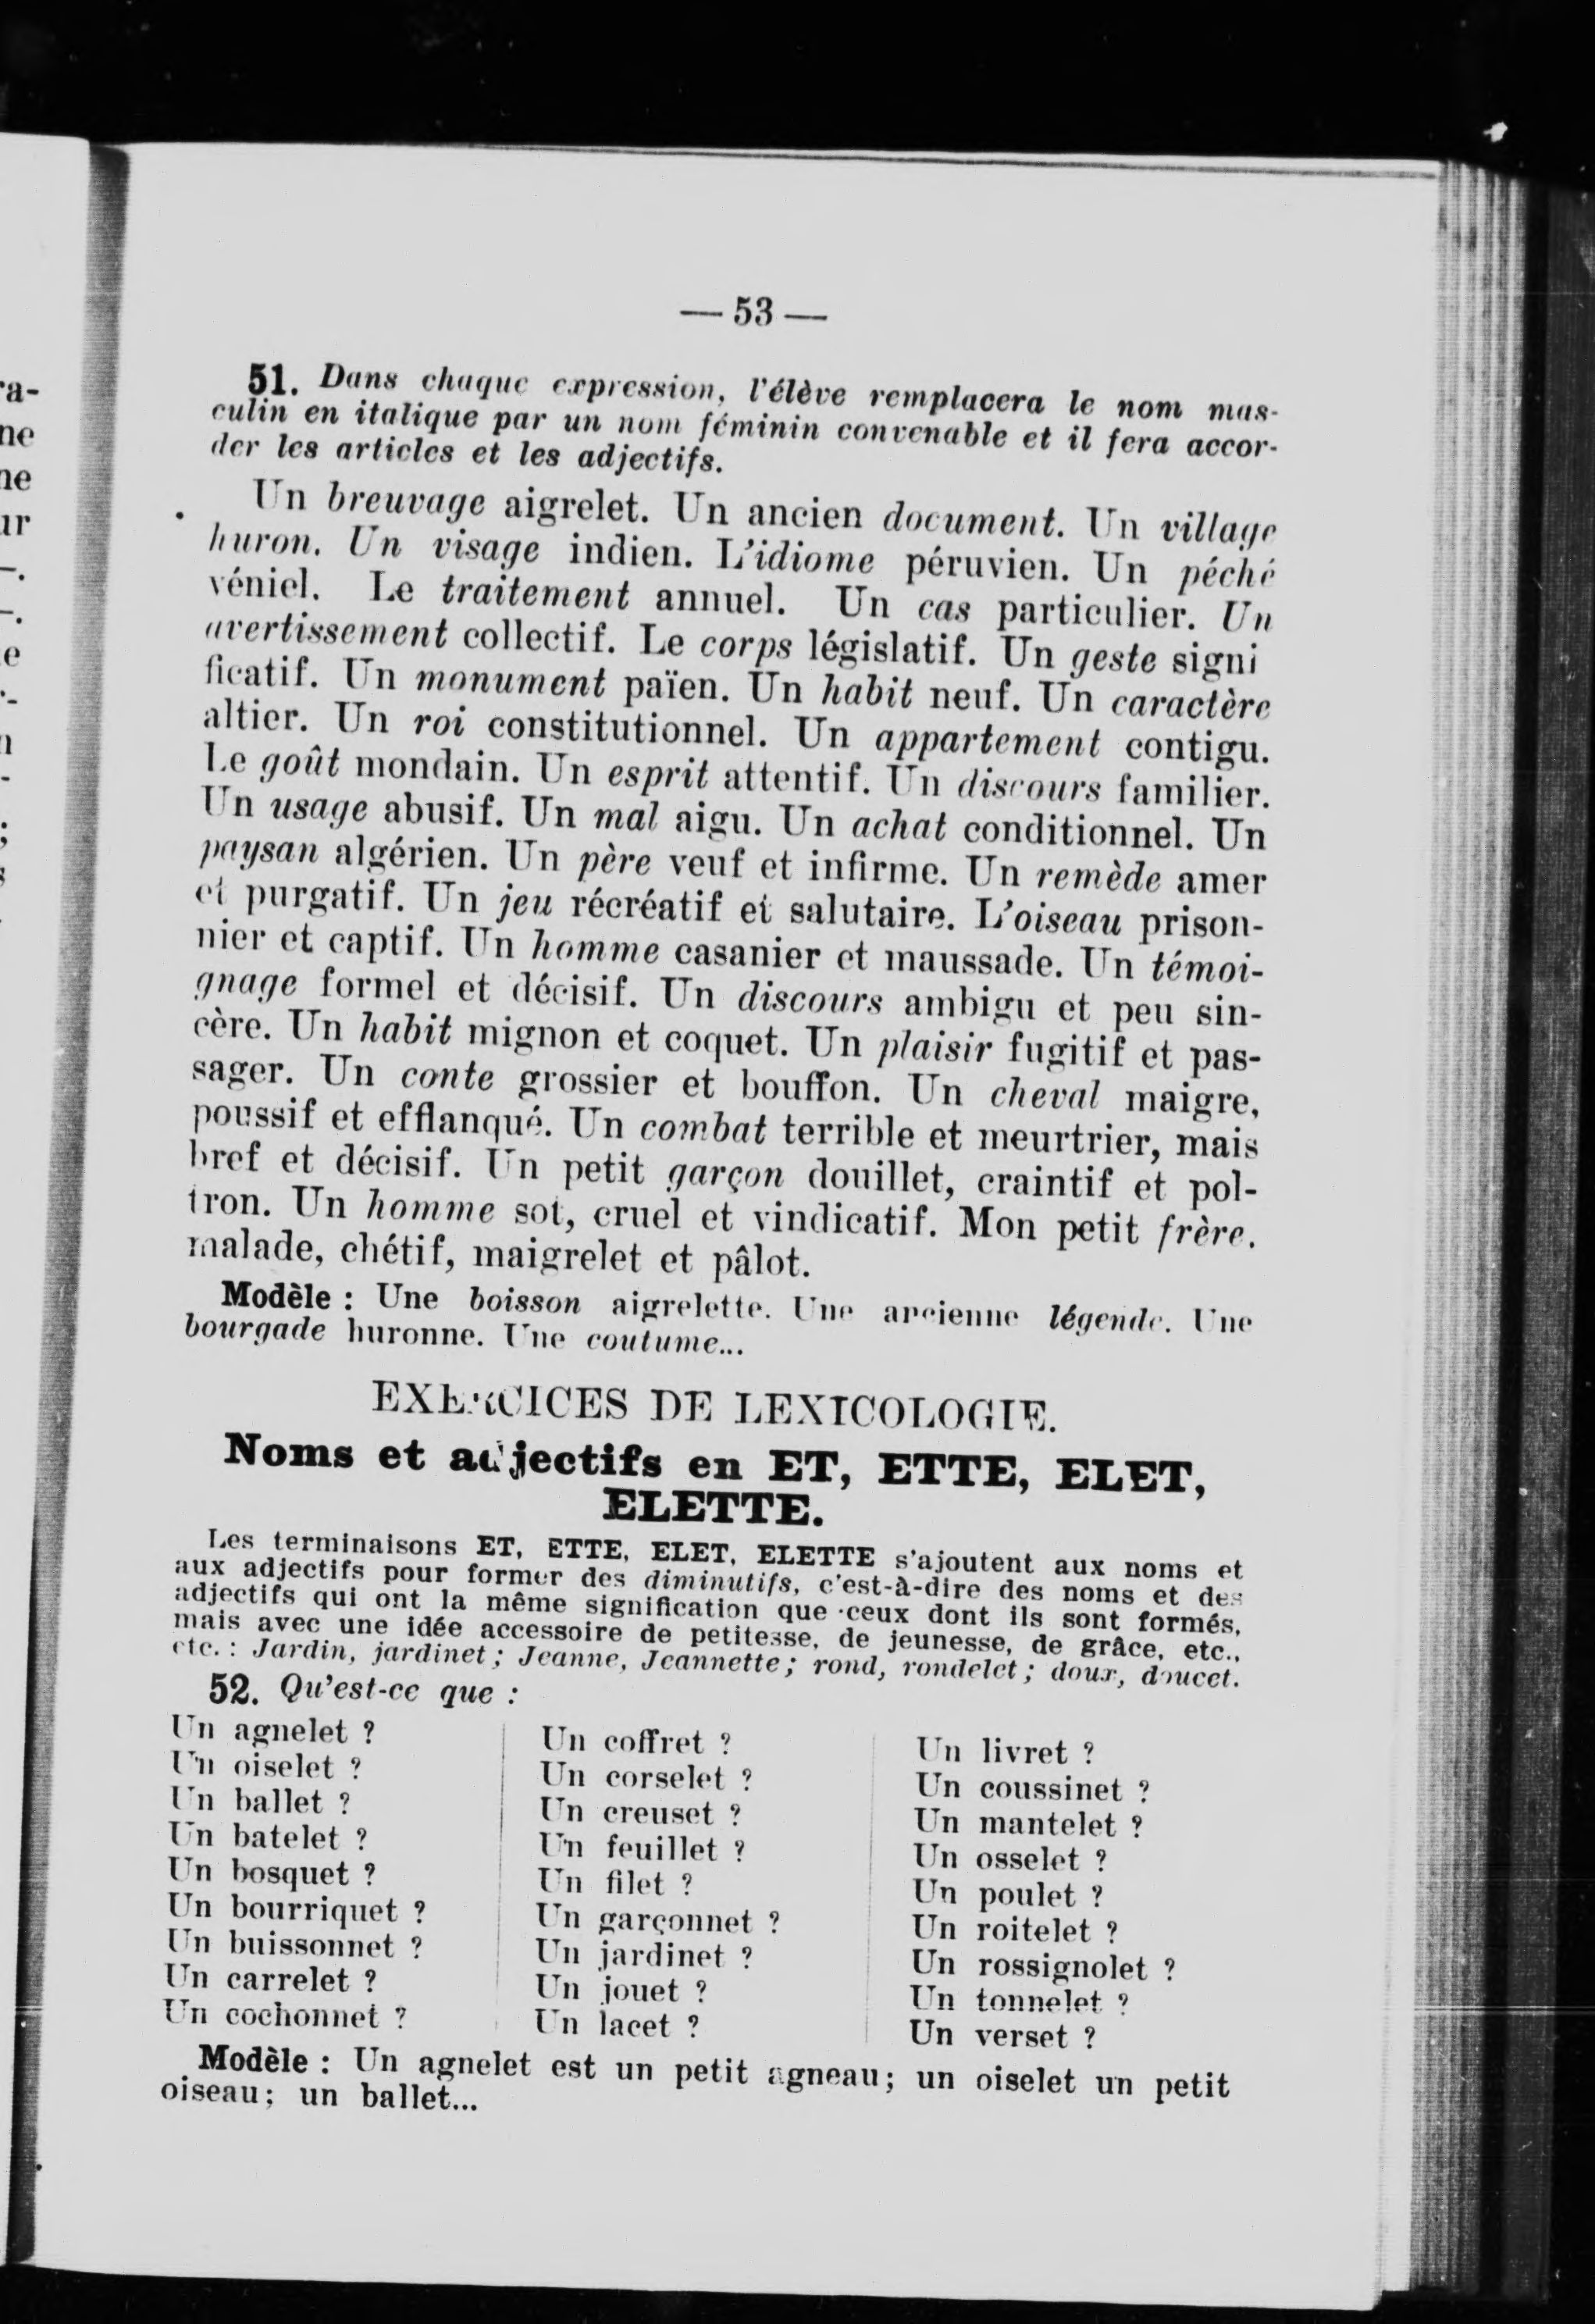 — 53 —
51. Dans chaque expression, l'élève remplacera le nom mas-
culin en italique par un nom féminin convenable et il fera accor-
der les articles et les adjectifs.
Un breuvage aigrelet. Un ancien document. Un village
huron. Un visage indien. L'idiome péruvien. Un péché
véniel. Le traitement annuel. Un cas particulier. Un
avertissement collectif. Le corps législatif. Un geste signi
ficatif. Un monument païen. Un habit neuf. Un caractère
altier. Un roi constitutionnel. Un appartement contigu.
Le goût mondain. Un esprit attentif. Un discours familier.
Un usage abusif. Un mal aigu. Un achat conditionnel. Un
paysan algérien. Un père veuf et infirme. Un remède amer
et purgatif. Un jeu récréatif et salutaire. L'oiseau prison-
nier et captif. Un homme casanier et maussade. Un témoi-
gnage formel et décisif. Un discours ambigu et peu sin-
cère. Un habit mignon et coquet. Un plaisir fugitif et pas-
sager. Un conte grossier et bouffon. Un cheval maigre,
poussif et efflanqué. Un combat terrible et meurtrier, mais
bref et décisif. Un petit garçon douillet, craintif et pol-
tron. Un homme sot, cruel et vindicatif. Mon petit frère.
malade, chétif, maigrelet et pâlot.
Modèle : Une boisson aigrelette. Une ancienne légende. Une
bourgade huronne. Une coutume...
EXERCICES DE LEXICOLOGIE.
Noms et adjectifs en ET, ETTE, ELET,
ELETTE.
Les terminaisons ET, ETTE, ELET, ELETTE s'ajoutent aux noms et
aux adjectifs pour former des diminutifs, c'est-à-dire des noms et des
adjectifs qui ont la même signification que ceux dont ils sont formés,
mais avec une idée accessoire de petitesse, de jeunesse, de grâce, etc.,
etc. : Jardin, jardinet ; Jeanne, Jeannette ; rond, rondelet ; doux, doucet.
52. Qu'est-ce que :
Un agnelet ?
Un oiselet ?
Un ballet ?
Un batelet ?
Un bosquet ?
Un bourriquet ?
Un buissonnet ?
Un carrelet ?
Un cochonnet ?
Un coffret ?
Un corselet ?
Un creuset ?
Un feuillet ?
Un filet ?
Un garçonnet ?
Un jardinet ?
Un jouet ?
Un lacet ?
Un livret ?
Un coussinet ?
Un mantelet ?
Un osselet ?
Un poulet ?
Un roitelet ?
Un rossignolet ?
Un tonnelet ?
Un verset ?
Modèle : Un agnelet est un petit agneau ; un oiselet un petit
oiseau ; un ballet...